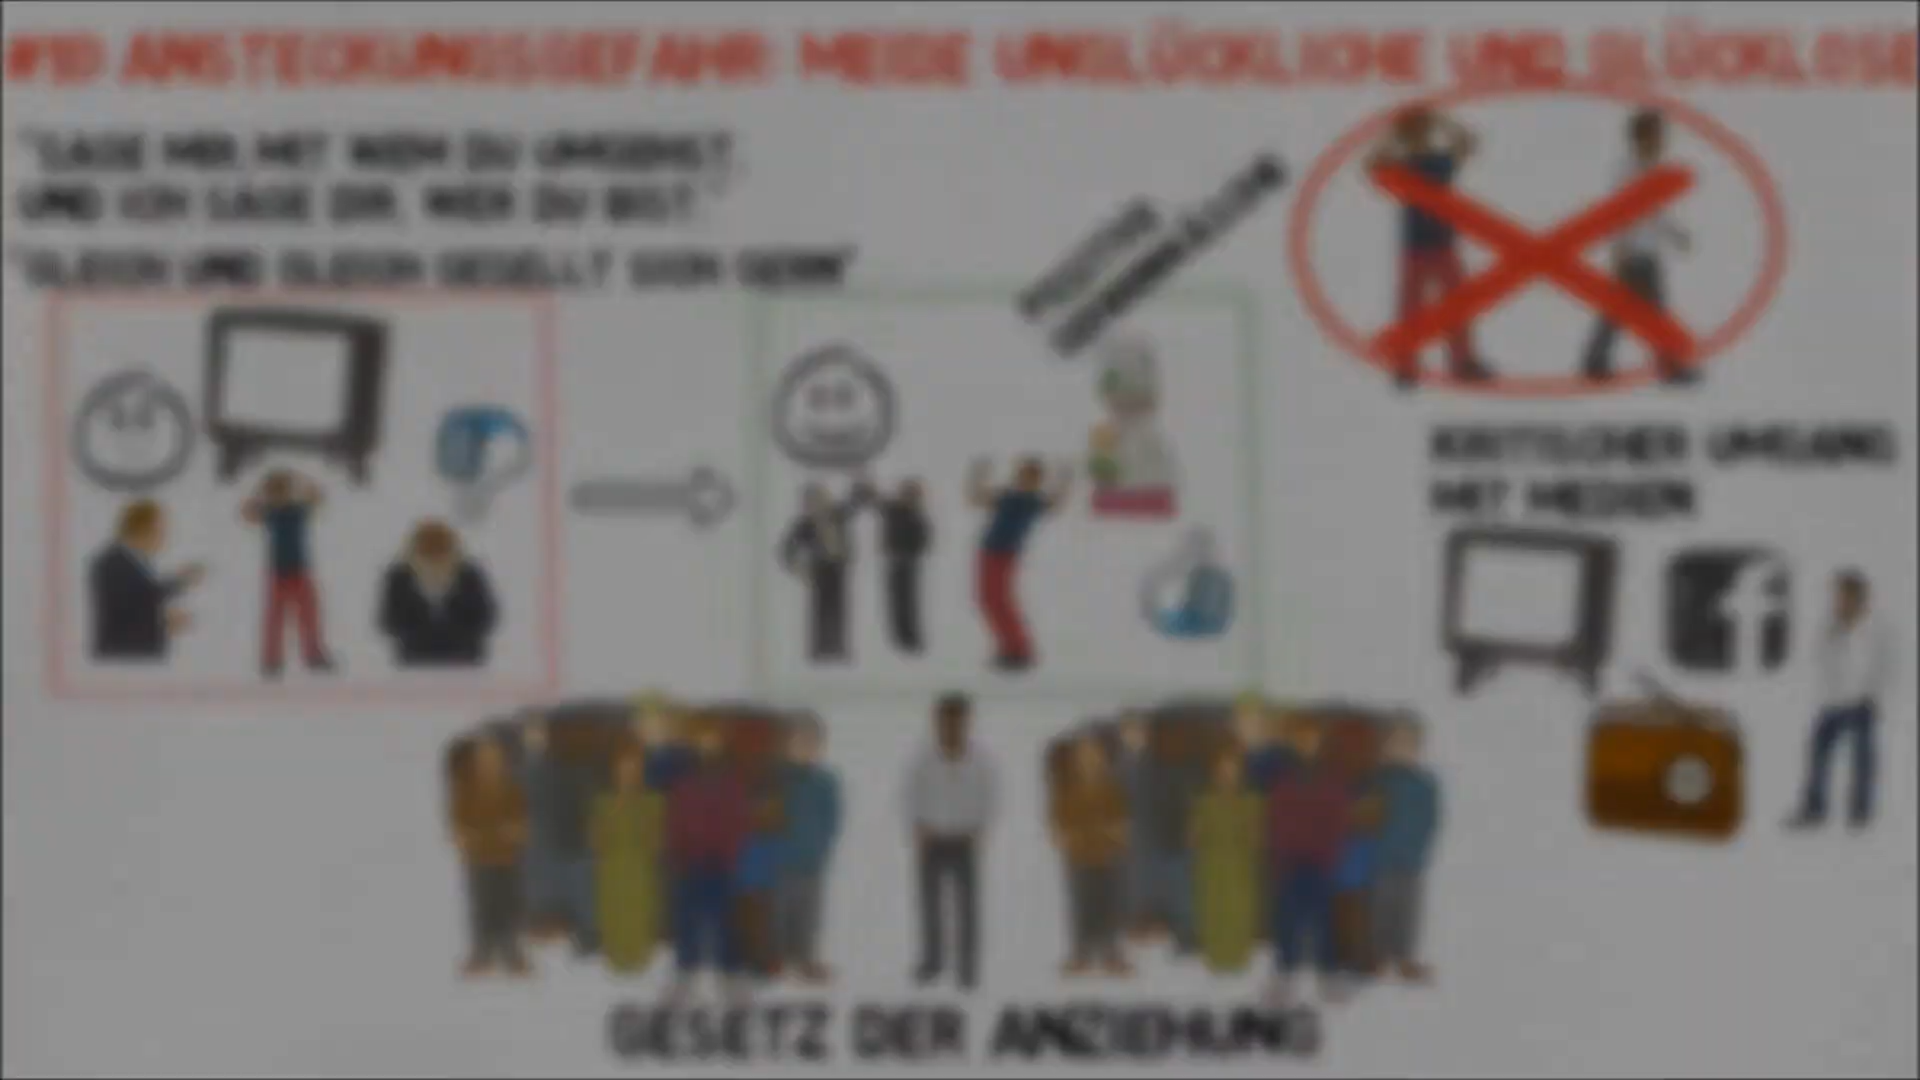 #10 ANSTECKUNGSGEFAHR: MEIDE UNGLÜCKLICHE UND GLÜCKLOSE
"SAGE MIR, MIT WEM DU UMGEHST,
UND ICH SAGE DIR, WER DU BIST."
"GLEICH UND GLEICH GESELLT SICH GERN"
KRITISCHER UMGANG
MIT MEDIEN
f
GESETZ DER ANZIEHUNG